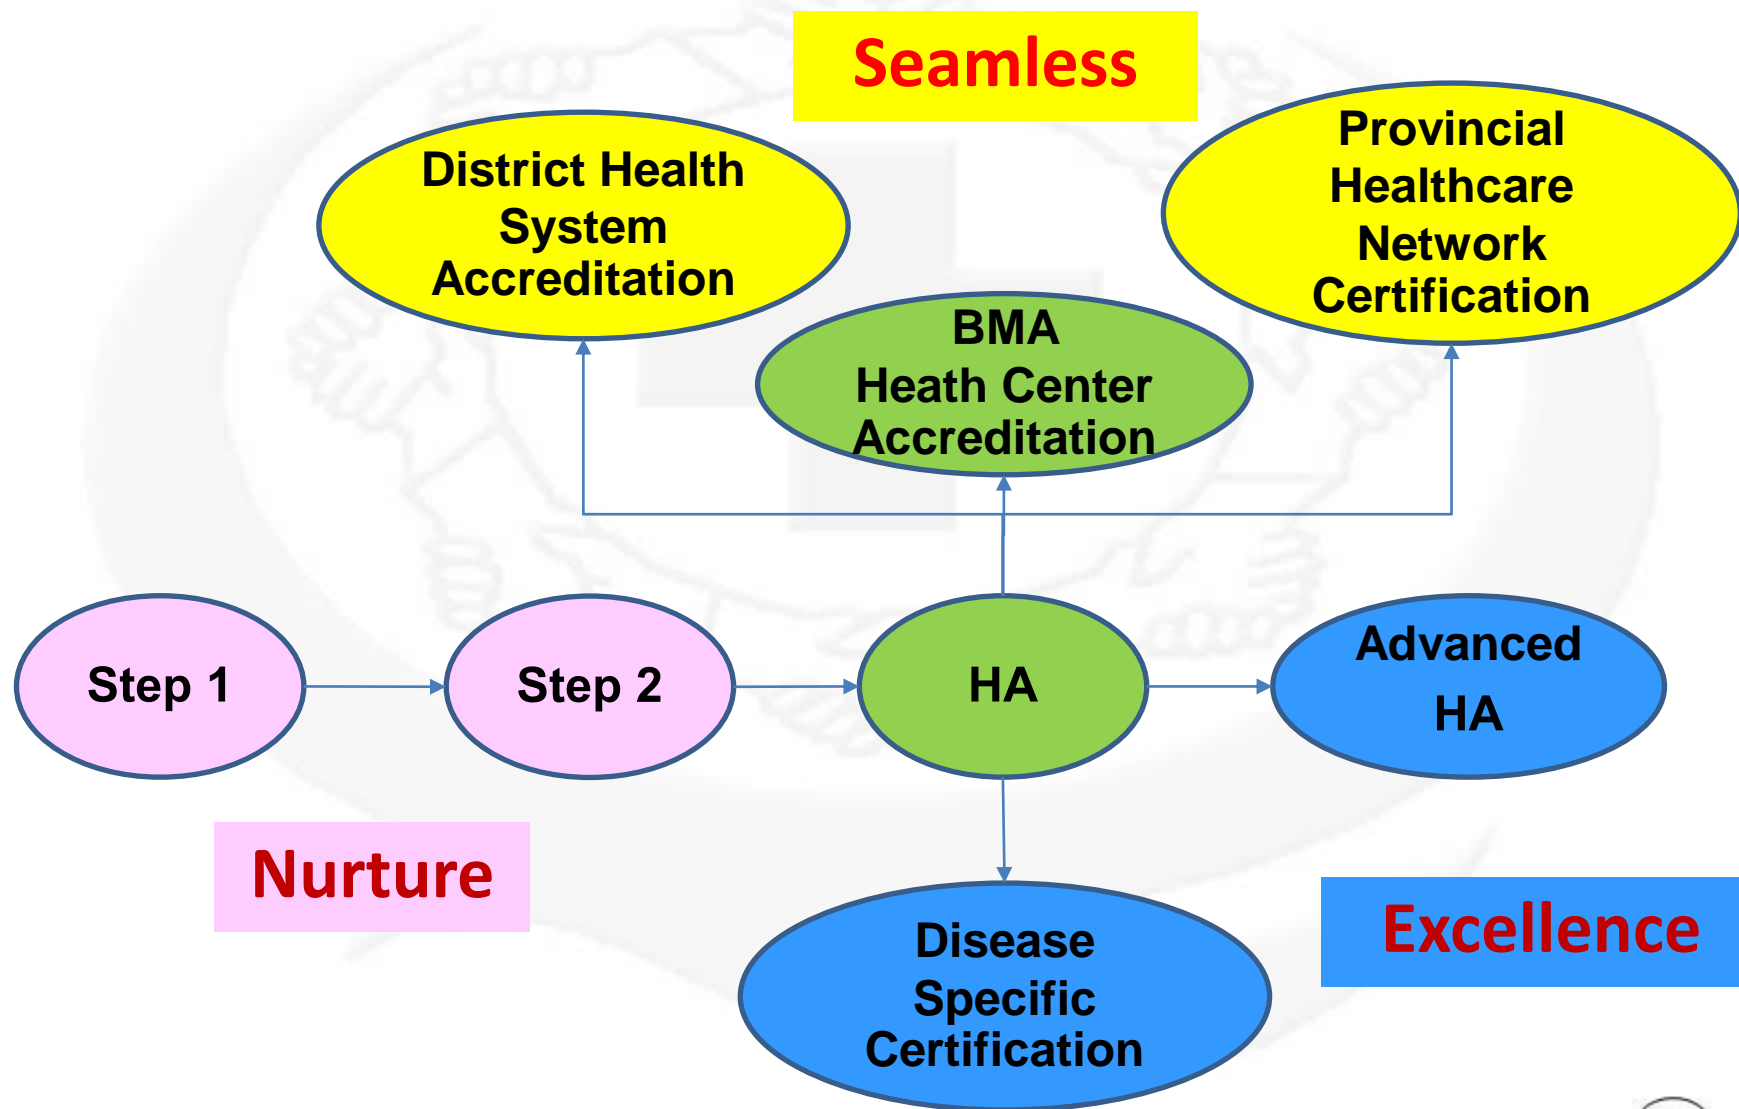 Seamless
District Health
System
Accreditation
Provincial
Healthcare
Network
Certification
BMA
Heath Center
Accreditation
Step 1
Step 2
HA
Advanced
HA
Nurture
Excellence
Disease
Specific
Certification